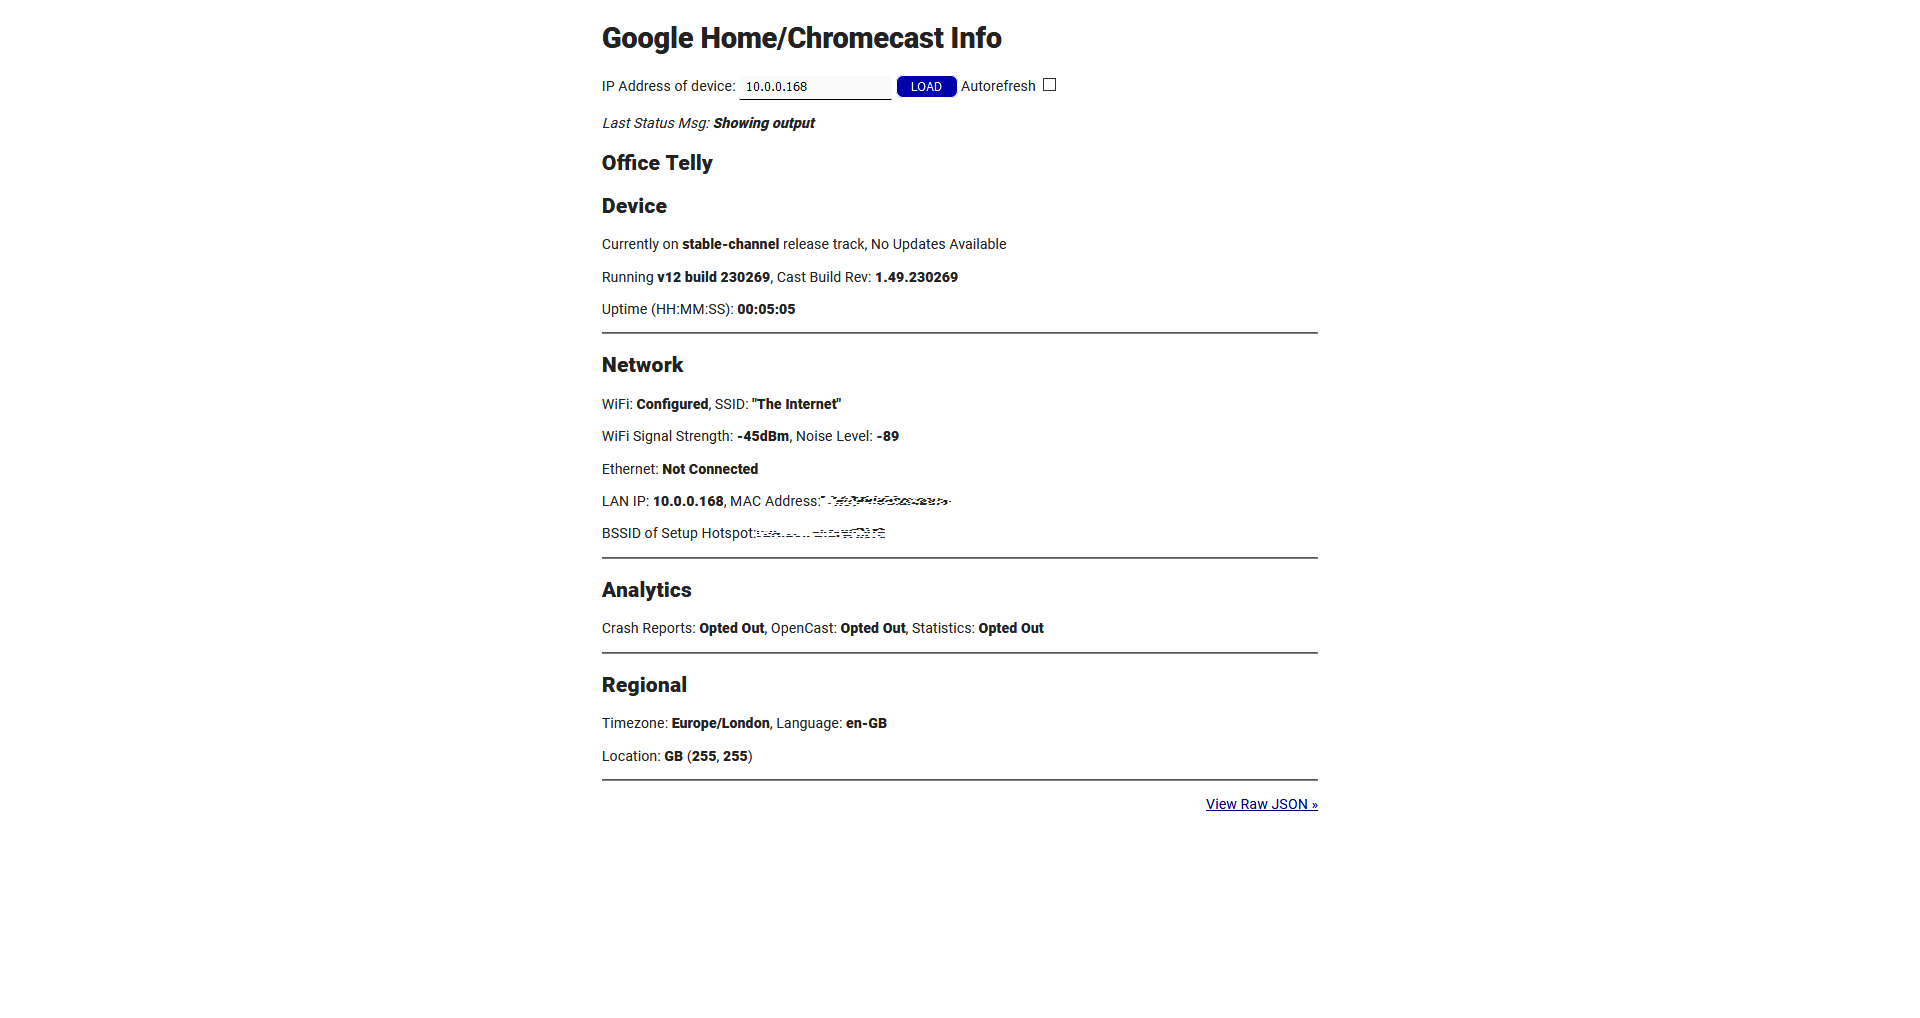 Google Home/Chromecast Info
IP Address of device: 10.0.0.168 LOAD Autorefresh
Last Status Msg: Showing output
Office Telly
Device
Currently on stable-channel release track, No Updates Available
Running v12 build 230269, Cast Build Rev: 1.49.230269
Uptime (HH:MM:SS): 00:05:05
Network
WiFi: Configured, SSID: "The Internet"
WiFi Signal Strength: -45dBm, Noise Level: -89
Ethernet: Not Connected
LAN IP: 10.0.0.168, MAC Address:
BSSID of Setup Hotspot:
Analytics
Crash Reports: Opted Out, OpenCast: Opted Out, Statistics: Opted Out
Regional
Timezone: Europe/London, Language: en-GB
Location: GB (255, 255)
View Raw JSON »